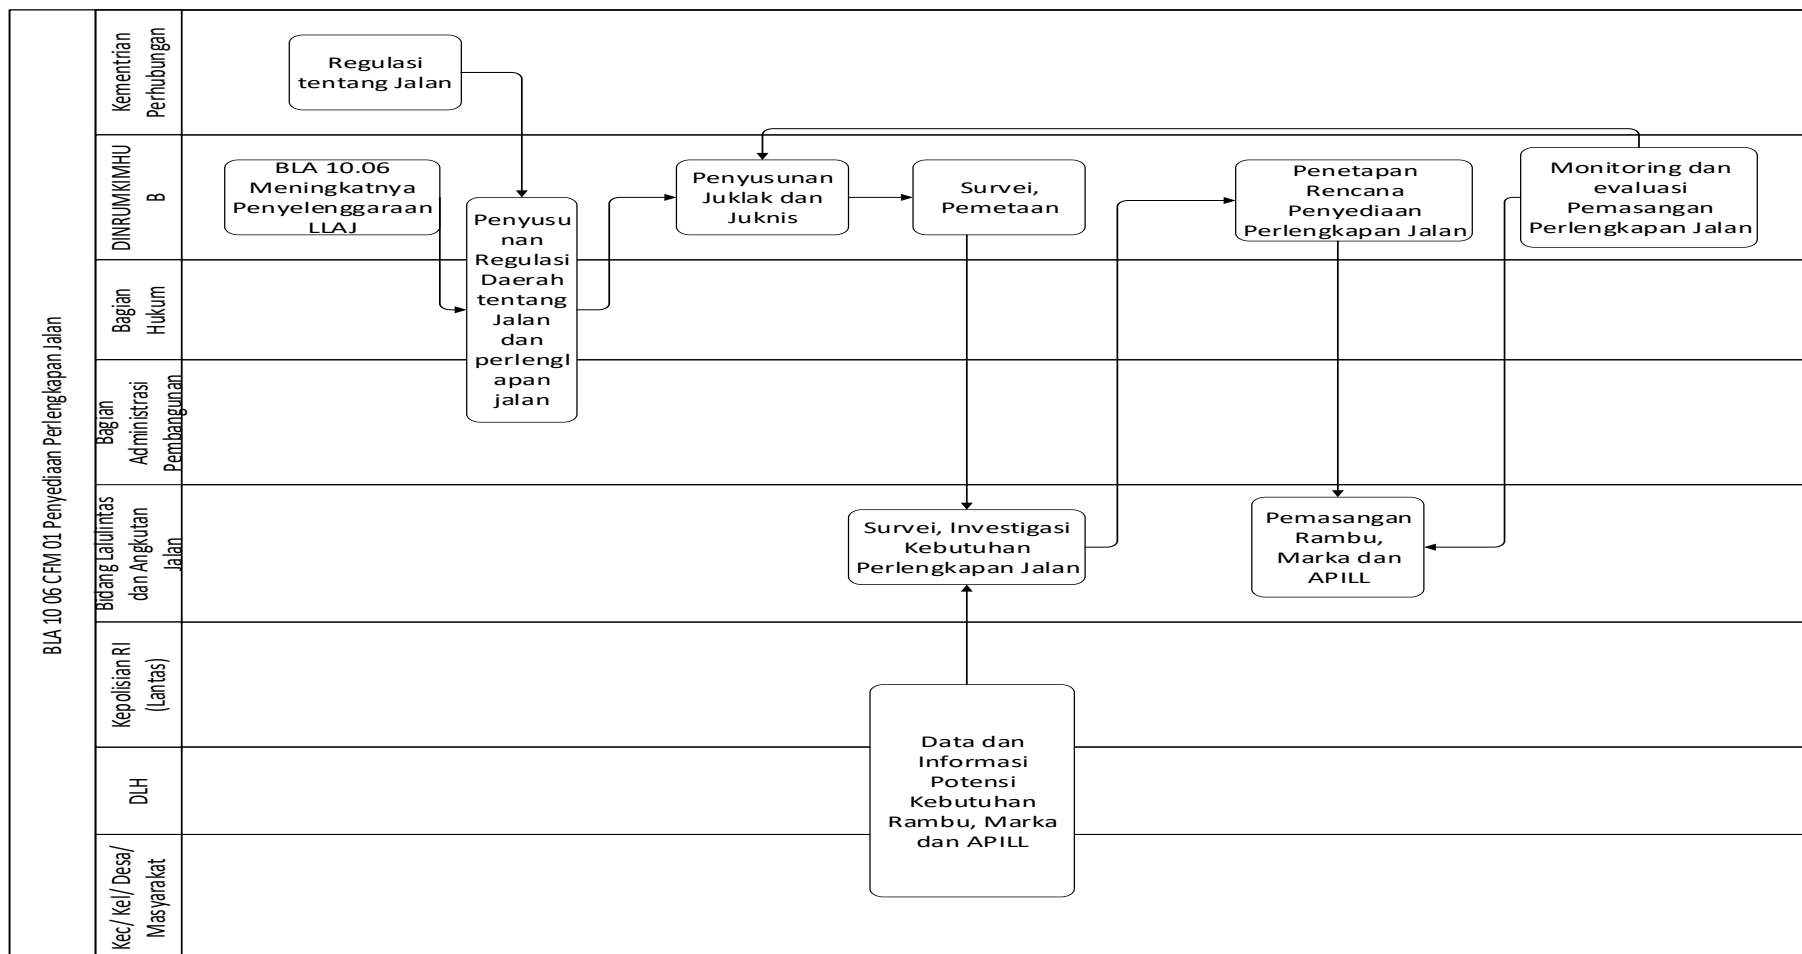 BLA 10 06 CFM 01 Penyediaan Perlengkapan Jalan
Kementrian
Perhubungan
Regulasi
tentang Jalan
DINRUMKIMHU
B
BLA 10.06
Meningkatnya
Penyelenggaraan
LLAJ
Penyusu
nan
Regulasi
Daerah
tentang
Jalan
dan
perlengl
apan
jalan
Penyusunan
Juklak dan
Juknis
Survei,
Pemetaan
Penetapan
Rencana
Penyediaan
Perlengkapan Jalan
Monitoring dan
evaluasi
Pemasangan
Perlengkapan Jalan
Bagian
Hukum
Bagian
Administrasi
Pembangunan
Bidang Lalulintas
dan Angkutan
Jalan
Survei, Investigasi
Kebutuhan
Perlengkapan Jalan
Pemasangan
Rambu,
Marka dan
APILL
Kepolisian RI
(Lantas)
DLH
Data dan
Informasi
Potensi
Kebutuhan
Rambu, Marka
dan APILL
Kec/ Kel/ Desa/
Masyarakat